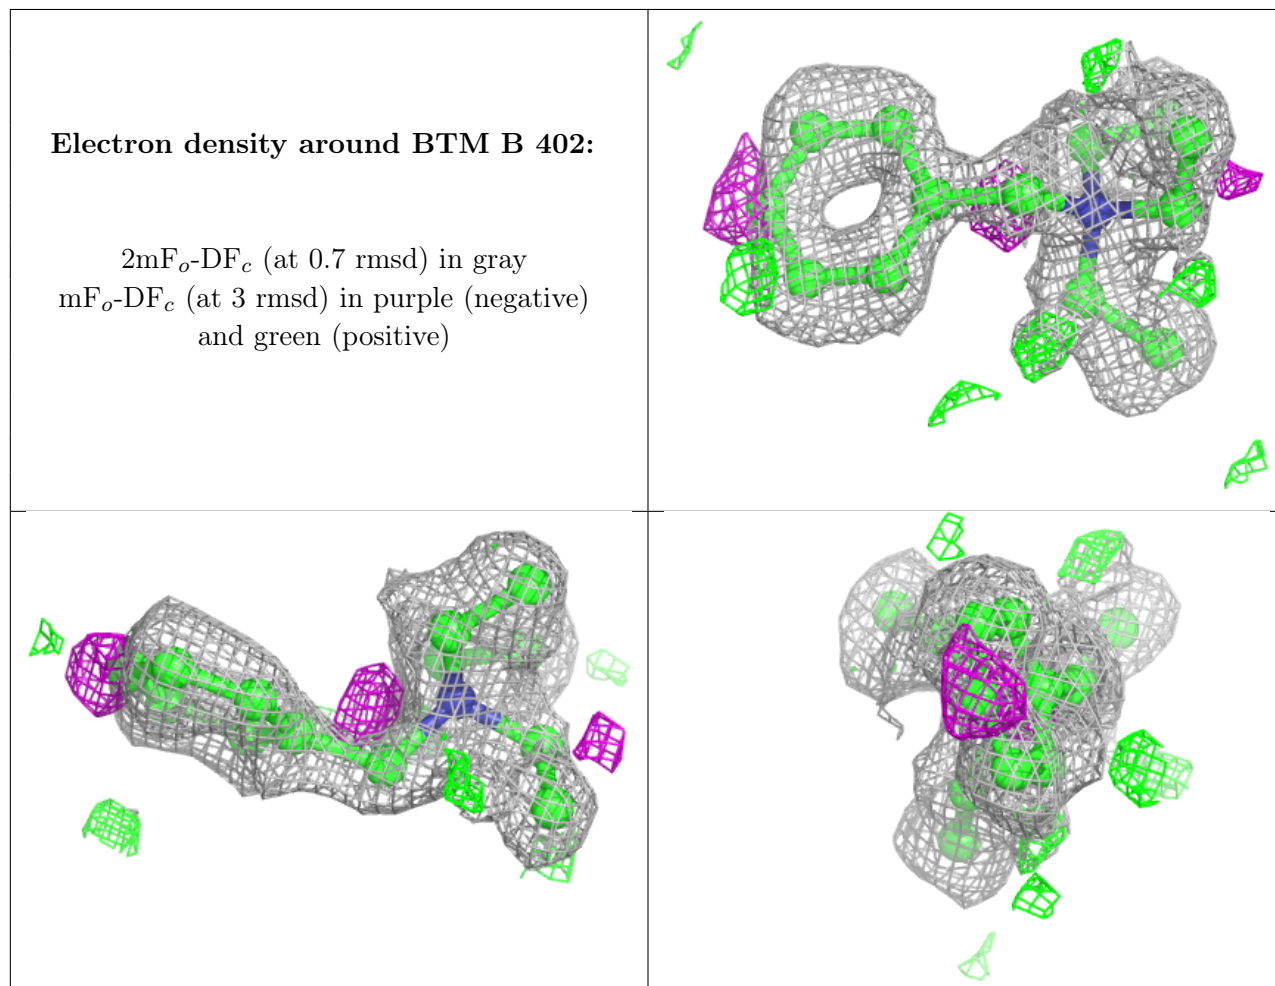 Electron density around BTM B 402:
2mFo-DFc (at 0.7 rmsd) in gray
mFo-DFc (at 3 rmsd) in purple (negative)
and green (positive)